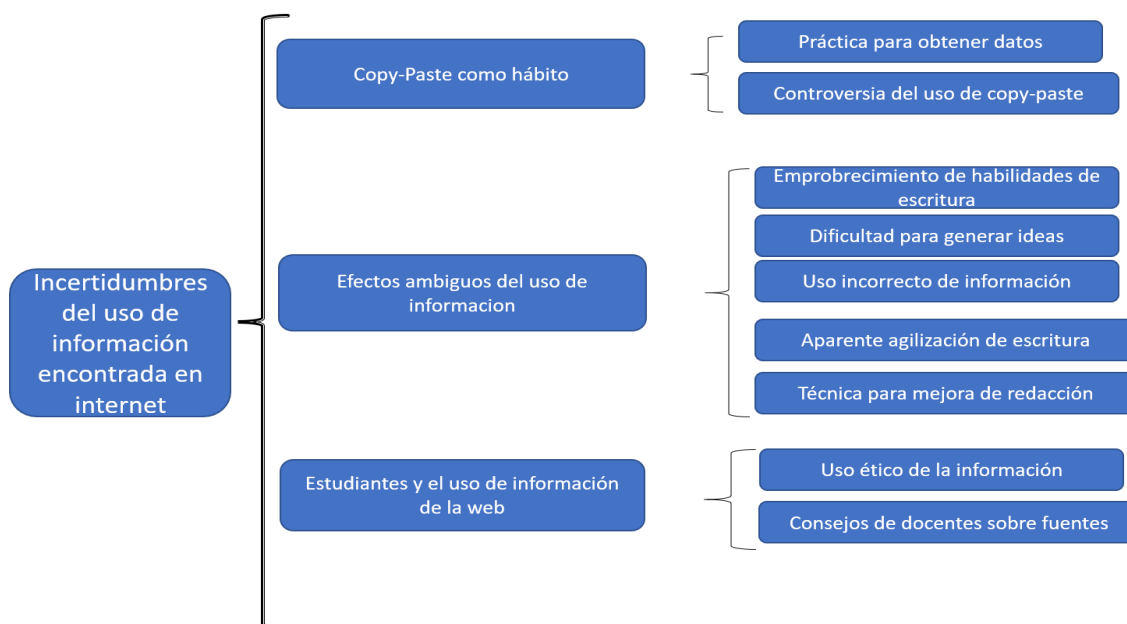 Incertidumbres
del uso de
información
encontrada en
internet
Copy-Paste como hábito
Práctica para obtener datos
Controversia del uso de copy-paste
Efectos ambiguos del uso de
informacion
Emprobrecimiento de habilidades de
escritura
Dificultad para generar ideas
Uso incorrecto de información
Aparente agilización de escritura
Técnica para mejora de redacción
Estudiantes y el uso de información
de la web
Uso ético de la información
Consejos de docentes sobre fuentes